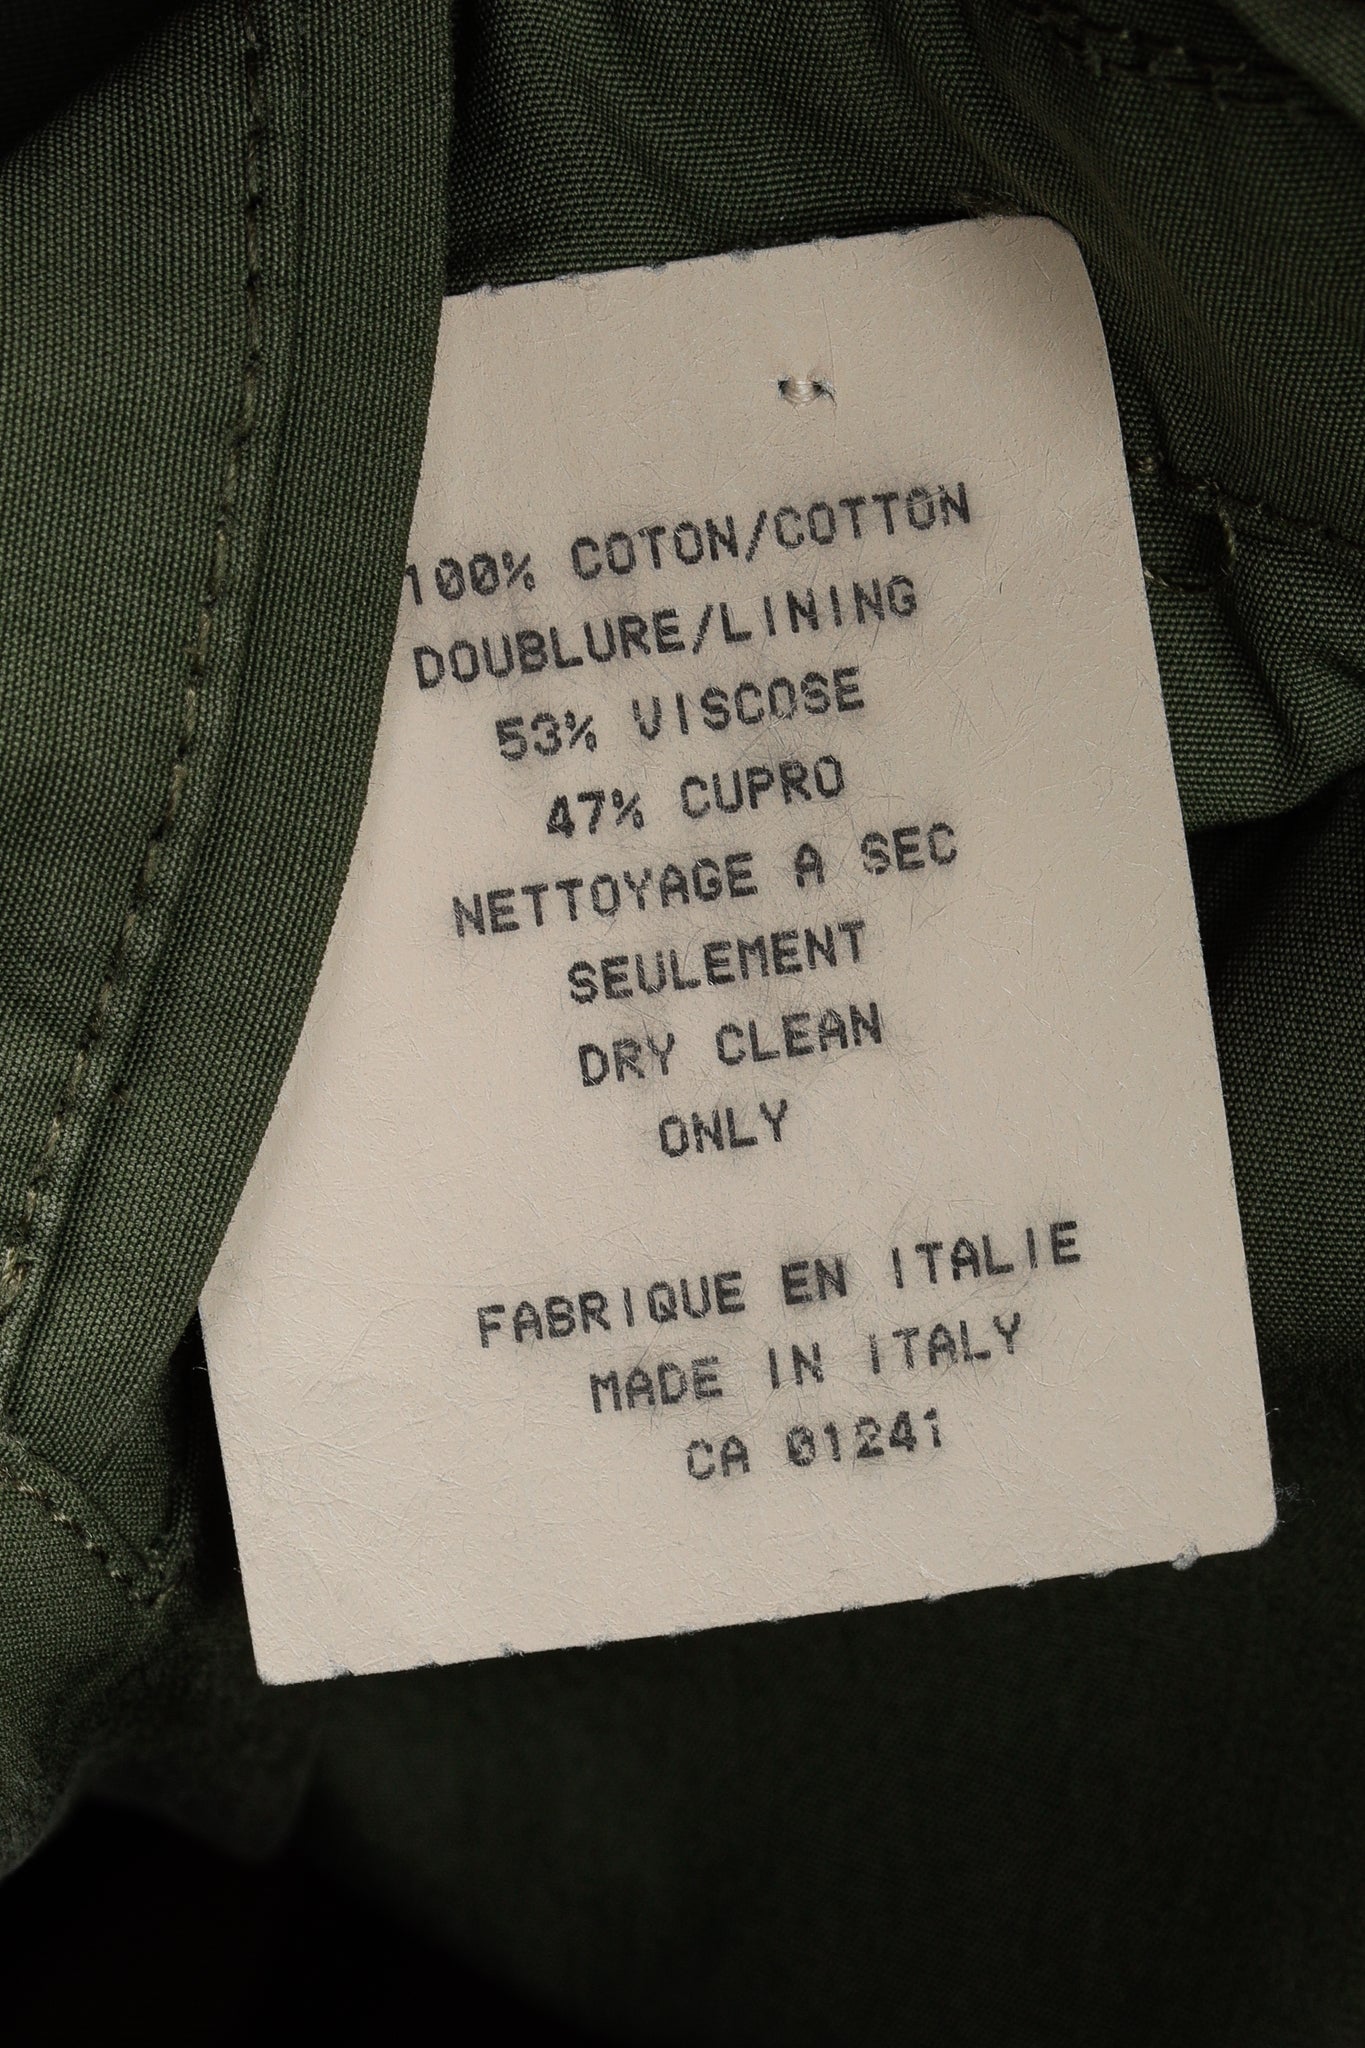 100% COTON/COTTON
DOUBLURE/LINING
53% VISCOSE
47% CUPRO
NETTOYAGE A SEC
SEULEMENT
DRY CLEAN
ONLY
FABRIQUE EN ITALIE
MADE IN ITALY
CA 01241